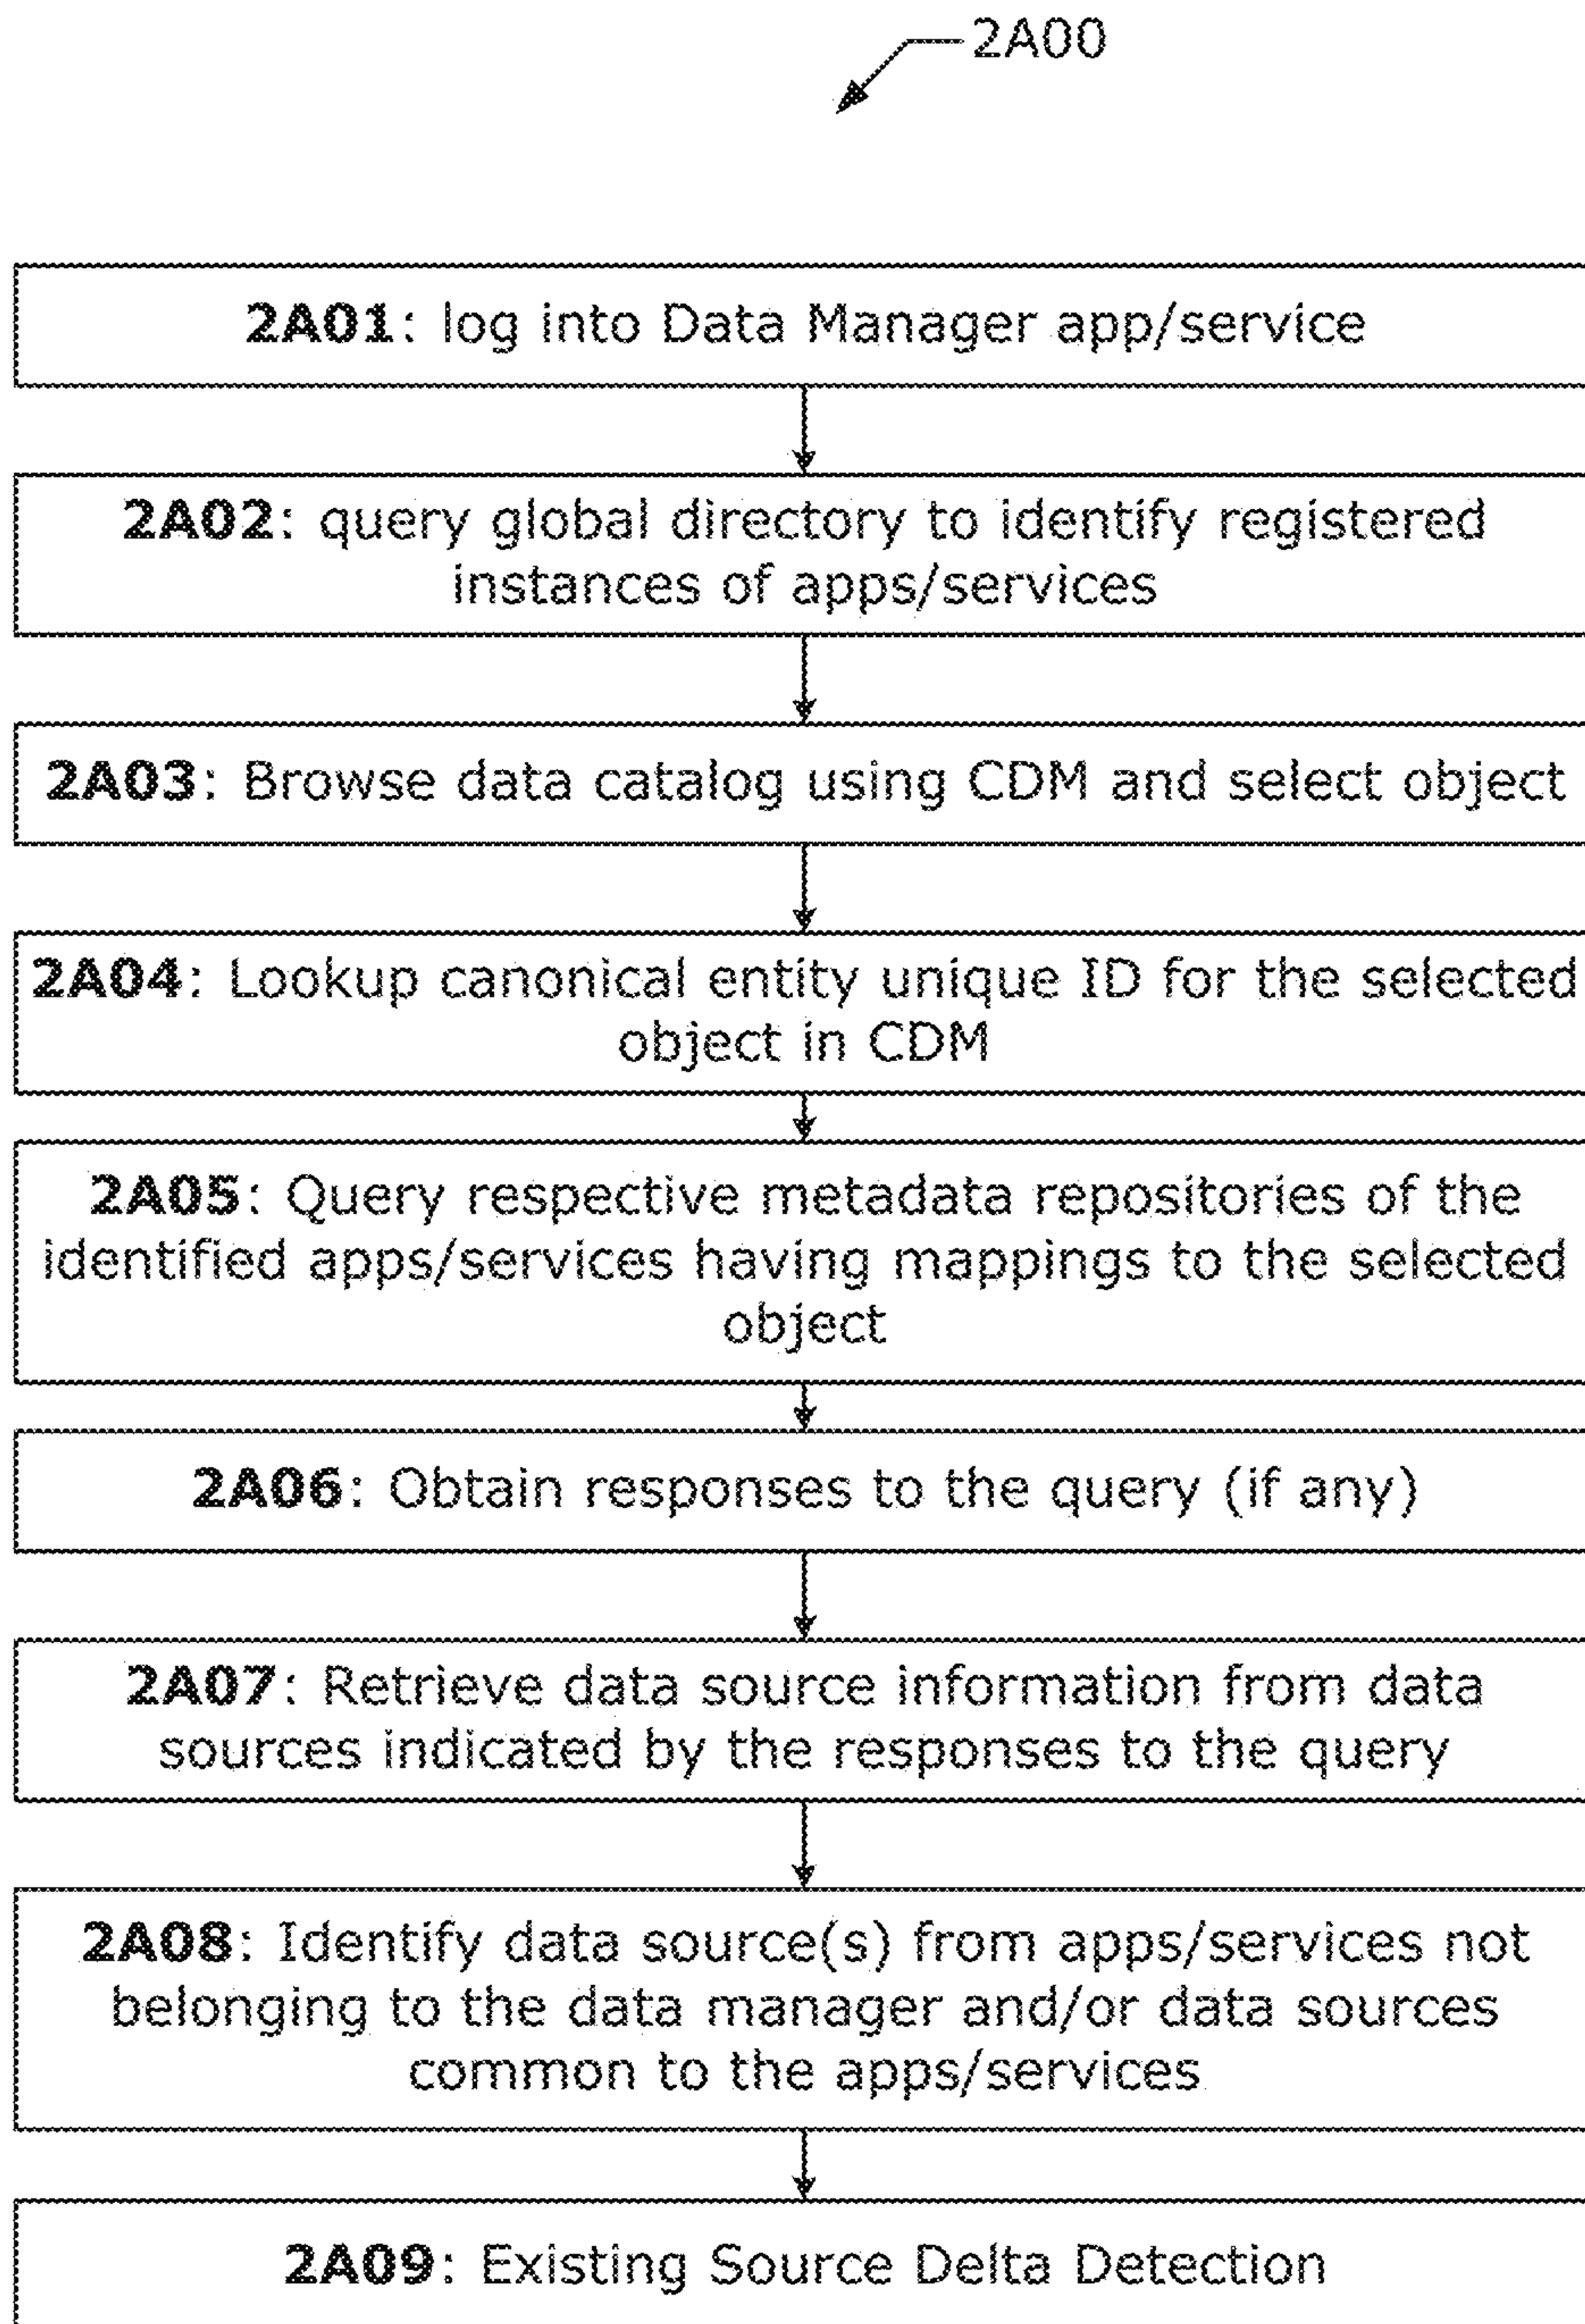 2A00
2A01: log into Data Manager app/service
2A02: query global directory to identify registered
instances of apps/services
2A03: Browse data catalog using CDM and select object
2A04: Lookup canonical entity unique ID for the selected
object in CDM
2A05: Query respective metadata repositories of the
identified apps/services having mappings to the selected
object
2A06: Obtain responses to the query (if any)
2A07: Retrieve data source information from data
sources indicated by the responses to the query
2A08: Identify data source(s) from apps/services not
belonging to the data manager and/or data sources
common to the apps/services
2A09: Existing Source Delta Detection